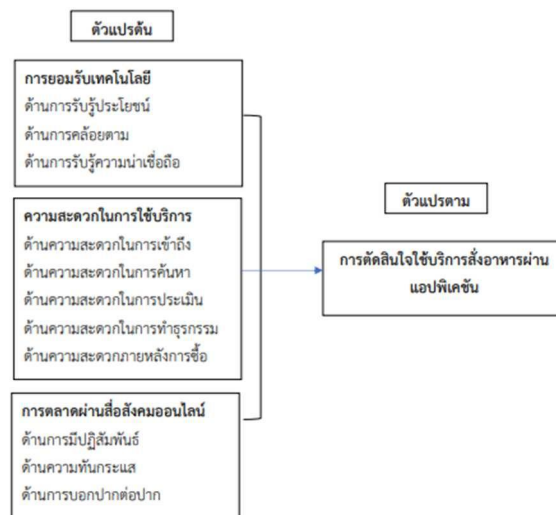 ตัวแปรต้น
การยอมรับเทคโนโลยี
ด้านการรับรู้ประโยชน์
ด้านการคล้อยตาม
ด้านการรับรู้ความน่าเชื่อถือ
ความสะดวกในการใช้บริการ
ด้านความสะดวกในการเข้าถึง
ด้านความสะดวกในการค้นหา
ด้านความสะดวกในการประเมิน
ด้านความสะดวกในการทำธุรกรรม
ด้านความสะดวกภายหลังการซื้อ
การตลาดผ่านสื่อสังคมออนไลน์
ด้านการมีปฏิสัมพันธ์
ด้านความทันกระแส
ด้านการบอกปากต่อปาก
ตัวแปรตาม
การตัดสินใจใช้บริการสั่งอาหารผ่าน
แอปพิเคชัน